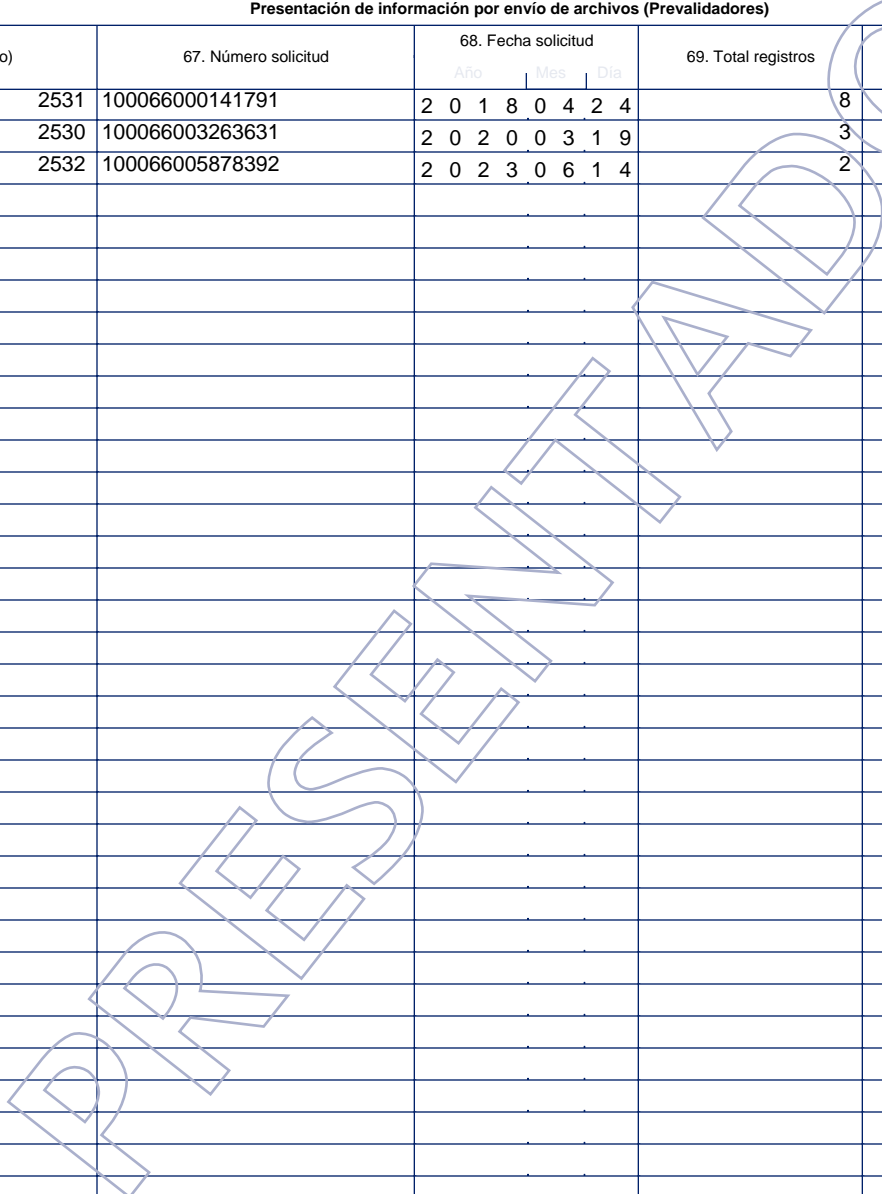 Presentación de información por envío de archivos (Prevalidadores)
o) 67. Número solicitud 68. Fecha solicitud 69. Total registros
Año Mes Día
2531 100066000141791 2 0 1 8 0 4 2 4 8
2530 100066003263631 2 0 2 0 0 3 1 9 3
2532 100066005878392 2 0 2 3 0 6 1 4 2
PRESENTADO